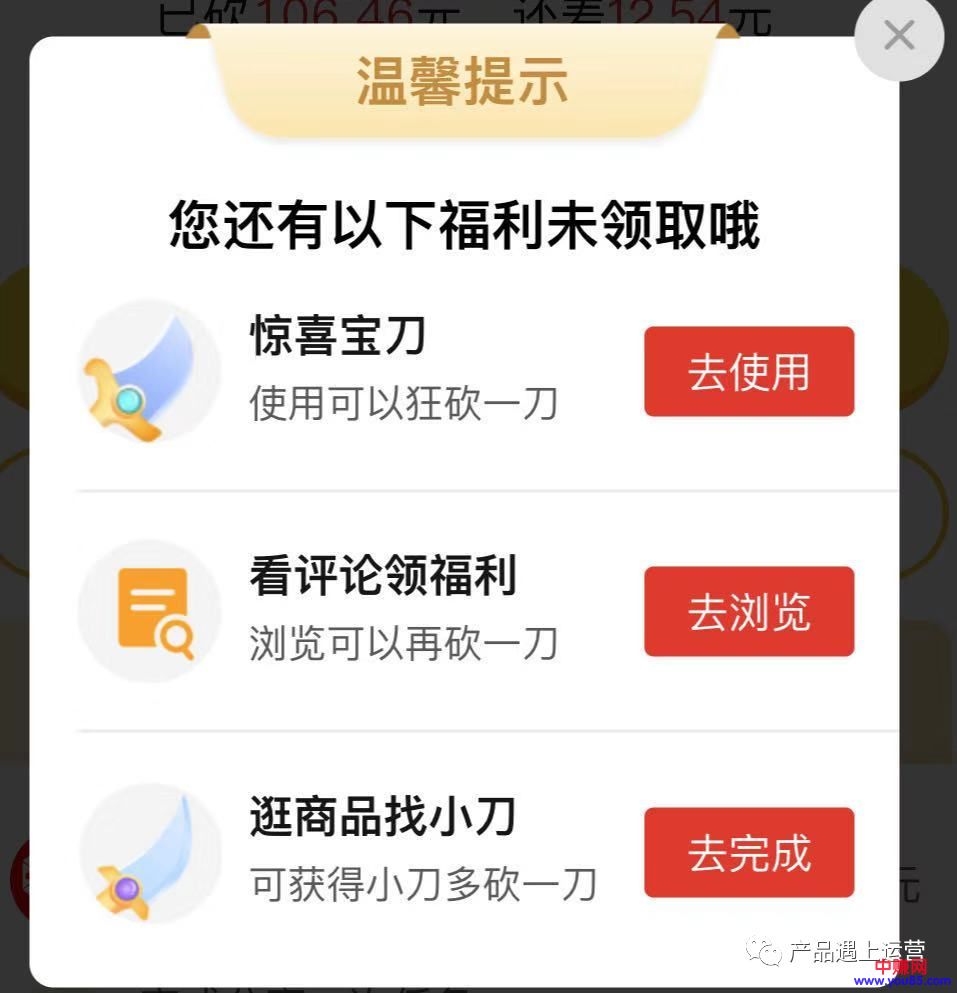 已砍106.46元 还差12.54元
温馨提示
您还有以下福利未领取哦
惊喜宝刀
使用可以狂砍一刀
去使用
看评论领福利
浏览可以再砍一刀
去浏览
逛商品找小刀
可获得小刀多砍一刀
去完成
元
产品遇上运营
中赚网
www.you85.com